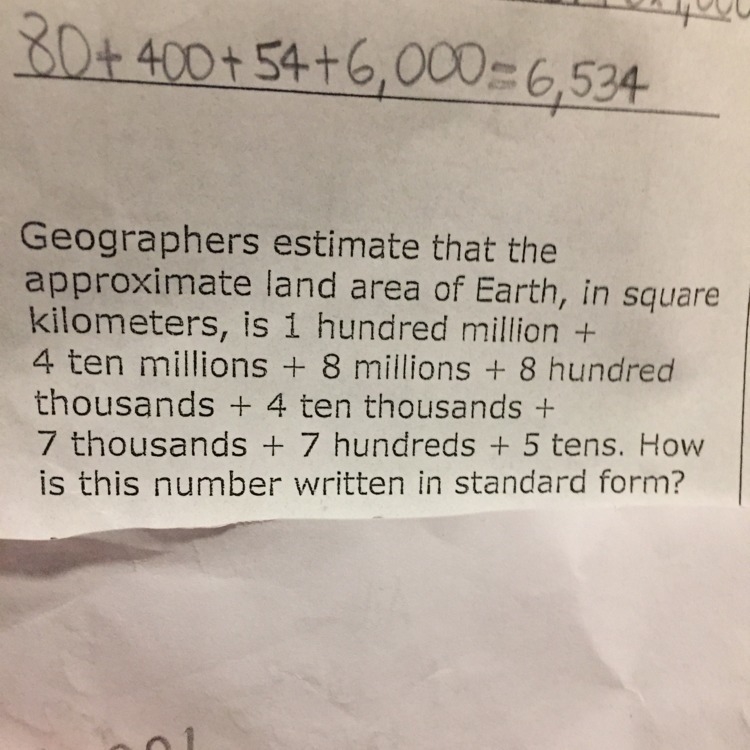 80+400+54+6,000=6,534
Geographers estimate that the
approximate land area of Earth, in square
kilometers, is 1 hundred million +
4 ten millions + 8 millions + 8 hundred
thousands + 4 ten thousands +
7 thousands + 7 hundreds + 5 tens. How
is this number written in standard form?